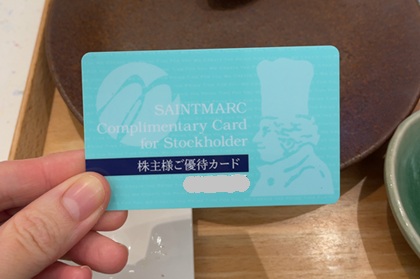 SAINTMARC
Complimentary Card
for Stockholder
株主様ご優待カード